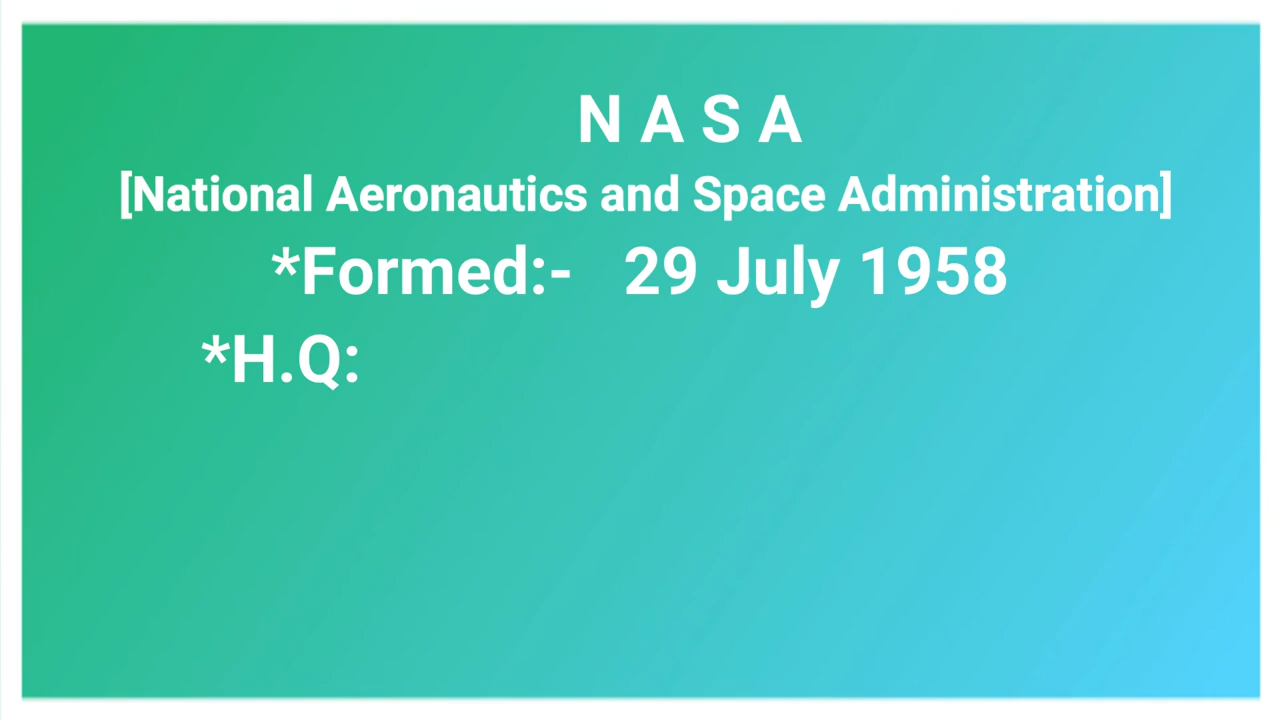 N A S A
[National Aeronautics and Space Administration]
*Formed:- 29 July 1958
*H.Q: